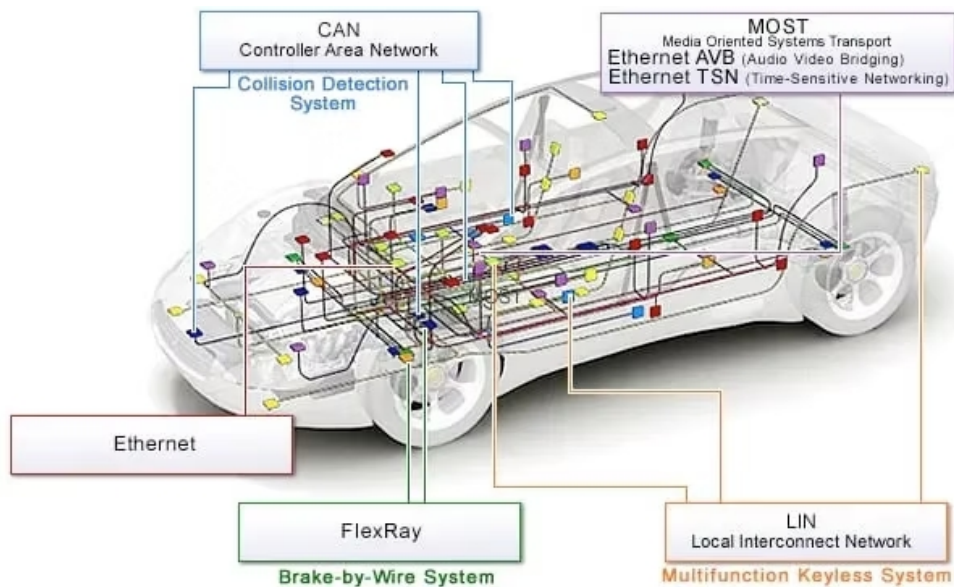 CAN
Controller Area Network
Collision Detection
System
MOST
Media Oriented Systems Transport
Ethernet AVB (Audio Video Bridging)
Ethernet TSN (Time-Sensitive Networking)
MOST
Ethernet
FlexRay
Brake-by-Wire System
LIN
Local Interconnect Network
Multifunction Keyless System